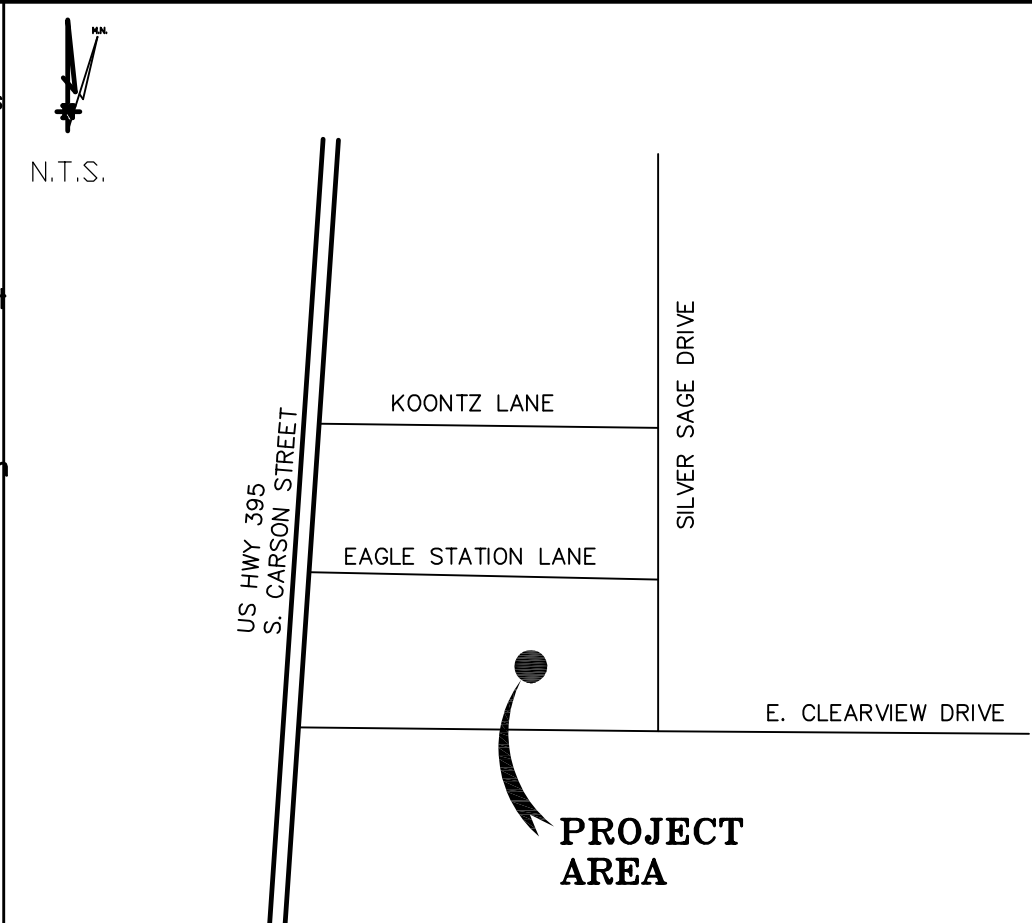 M.N.
N.T.S.
KOONTZ LANE
SILVER SAGE DRIVE
US HWY 395
S. CARSON STREET
EAGLE STATION LANE
E. CLEARVIEW DRIVE
PROJECT
AREA